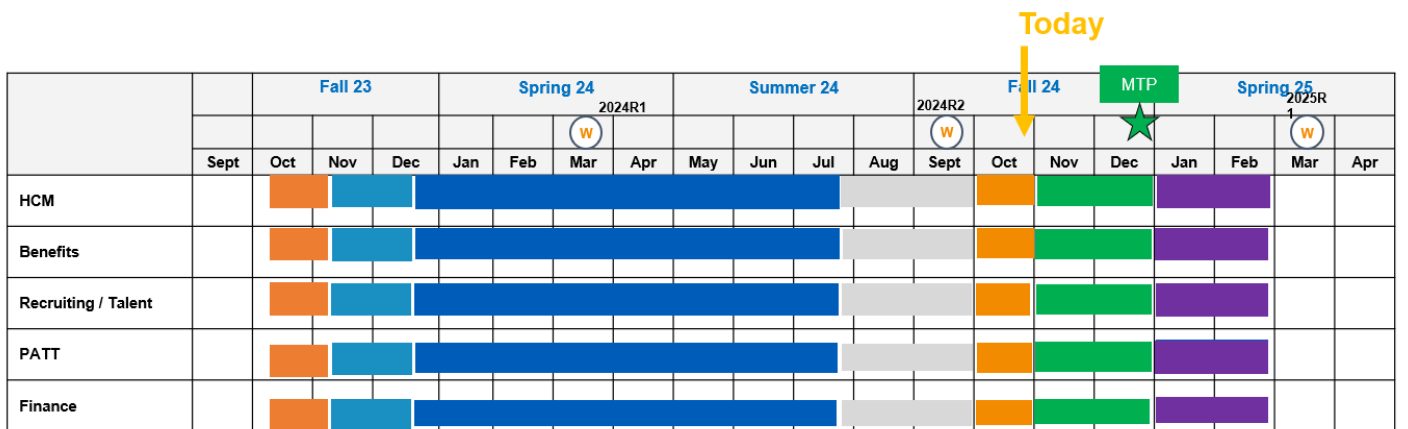 Today
Fall 23 Spring 24 Summer 24 Fall 24 Spring 25
MTP
2024R1 2024R2 2025R
1
W W W
Sept Oct Nov Dec Jan Feb Mar Apr May Jun Jul Aug Sept Oct Nov Dec Jan Feb Mar Apr
HCM
Benefits
Recruiting / Talent
PATT
Finance